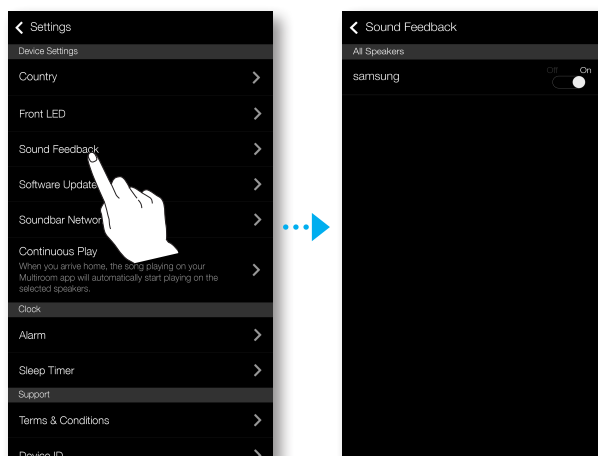 Settings
Device Settings
Country
Front LED
Sound Feedback
Software Update
Soundbar Networ
Continuous Play
When you arrive home, the song playing on your
Multiroom app will automatically start playing on the
selected speakers.
Clock
Alarm
Sleep Timer
Support
Terms & Conditions
Device ID
Sound Feedback
All Speakers
samsung
Off On